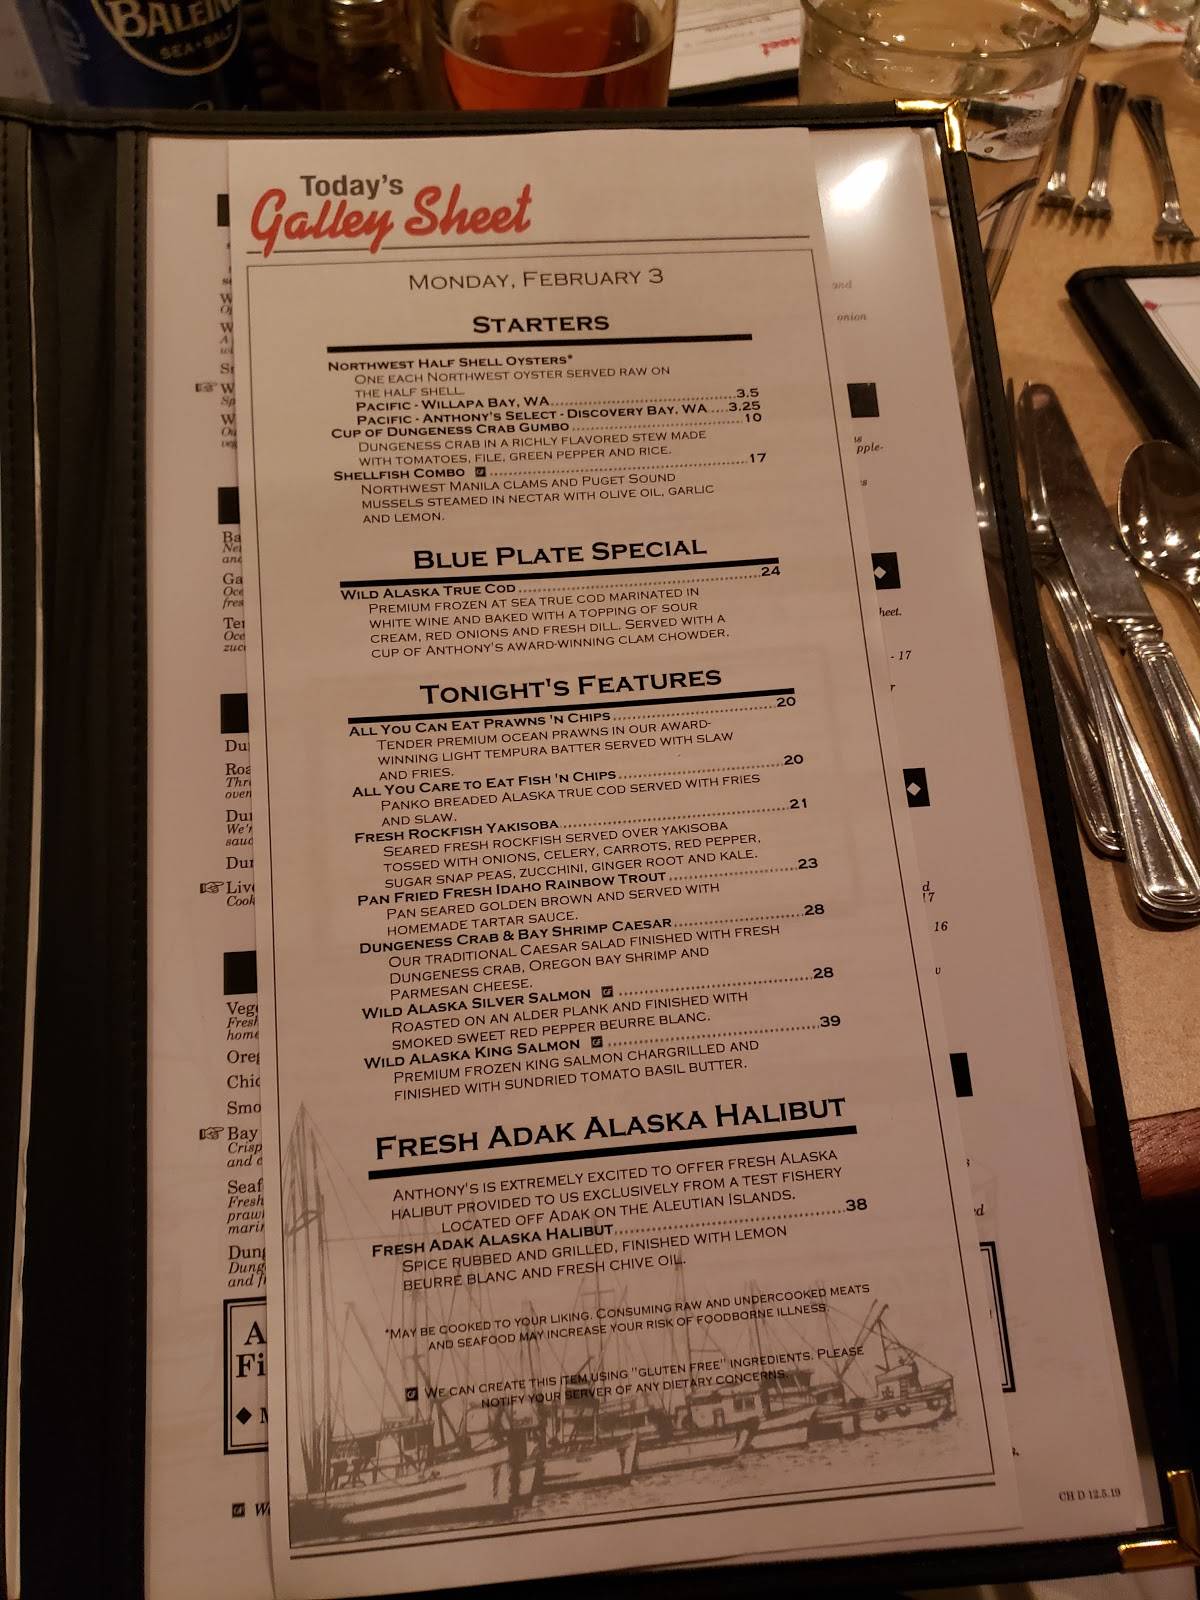 BALEIN
SEA • SALT
Today's
Galley Sheet
MONDAY, FEBRUARY 3
STARTERS
NORTHWEST HALF SHELL OYSTERS*
ONE EACH NORTHWEST OYSTER SERVED RAW ON
THE HALF SHELL.
PACIFIC - WILLAPA BAY, WA..........3.5
PACIFIC - ANTHONY'S SELECT - DISCOVERY BAY, WA....3.25
CUP OF DUNGENESS CRAB GUMBO..........10
DUNGENESS CRAB IN A RICHLY FLAVORED STEW MADE
WITH TOMATOES, FILE, GREEN PEPPER AND RICE.
SHELLFISH COMBO GF..........17
NORTHWEST MANILA CLAMS AND PUGET SOUND
MUSSELS STEAMED IN NECTAR WITH OLIVE OIL, GARLIC
AND LEMON.
BLUE PLATE SPECIAL
WILD ALASKA TRUE COD..........24
PREMIUM FROZEN AT SEA TRUE COD MARINATED IN
WHITE WINE AND BAKED WITH A TOPPING OF SOUR
CREAM, RED ONIONS AND FRESH DILL. SERVED WITH A
CUP OF ANTHONY'S AWARD-WINNING CLAM CHOWDER.
TONIGHT'S FEATURES
ALL YOU CAN EAT PRAWNS 'N CHIPS..........20
TENDER PREMIUM OCEAN PRAWNS IN OUR AWARD-
WINNING LIGHT TEMPURA BATTER SERVED WITH SLAW
AND FRIES.
ALL YOU CARE TO EAT FISH 'N CHIPS..........20
PANKO BREADED ALASKA TRUE COD SERVED WITH FRIES
AND SLAW.
FRESH ROCKFISH YAKISOBA..........21
SEARED FRESH ROCKFISH SERVED OVER YAKISOBA
TOSSED WITH ONIONS, CELERY, CARROTS, RED PEPPER,
SUGAR SNAP PEAS, ZUCCHINI, GINGER ROOT AND KALE.
PAN FRIED FRESH IDAHO RAINBOW TROUT..........23
PAN SEARED GOLDEN BROWN AND SERVED WITH
HOMEMADE TARTAR SAUCE.
DUNGENESS CRAB & BAY SHRIMP CAESAR..........28
OUR TRADITIONAL CAESAR SALAD FINISHED WITH FRESH
DUNGENESS CRAB, OREGON BAY SHRIMP AND
PARMESAN CHEESE.
WILD ALASKA SILVER SALMON GF..........28
ROASTED ON AN ALDER PLANK AND FINISHED WITH
SMOKED SWEET RED PEPPER BEURRE BLANC.
WILD ALASKA KING SALMON GF..........39
PREMIUM FROZEN KING SALMON CHARGRILLED AND
FINISHED WITH SUNDRIED TOMATO BASIL BUTTER.
FRESH ADAK ALASKA HALIBUT
ANTHONY'S IS EXTREMELY EXCITED TO OFFER FRESH ALASKA
HALIBUT PROVIDED TO US EXCLUSIVELY FROM A TEST FISHERY
LOCATED OFF ADAK ON THE ALEUTIAN ISLANDS.
FRESH ADAK ALASKA HALIBUT..........38
SPICE RUBBED AND GRILLED, FINISHED WITH LEMON
BEURRE BLANC AND FRESH CHIVE OIL.
*MAY BE COOKED TO YOUR LIKING. CONSUMING RAW AND UNDERCOOKED MEATS
AND SEAFOOD MAY INCREASE YOUR RISK OF FOODBORNE ILLNESS.
GF WE CAN CREATE THIS ITEM USING "GLUTEN FREE" INGREDIENTS. PLEASE
NOTIFY YOUR SERVER OF ANY DIETARY CONCERNS.
CH D 12.5.19